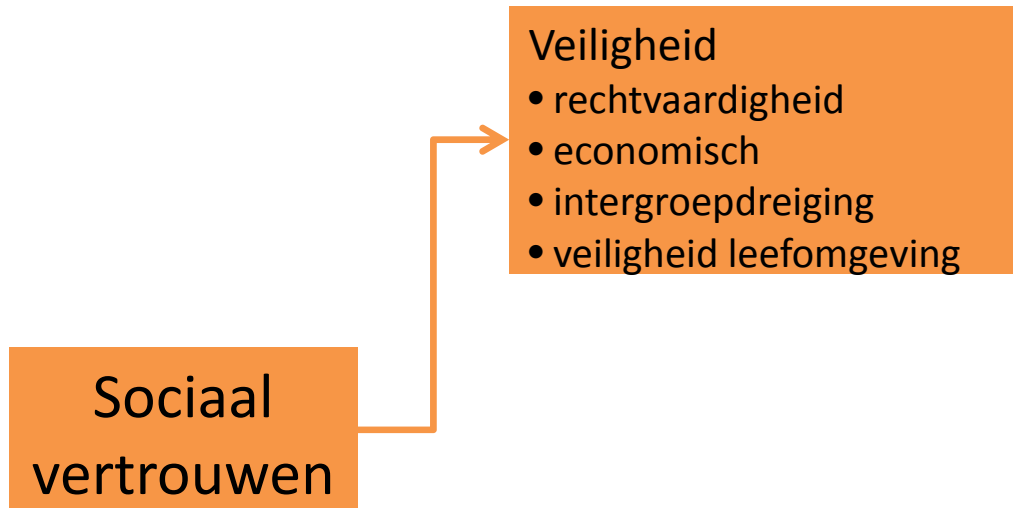 Veiligheid
• rechtvaardigheid
• economisch
• intergroepdreiging
• veiligheid leefomgeving
Sociaal
vertrouwen